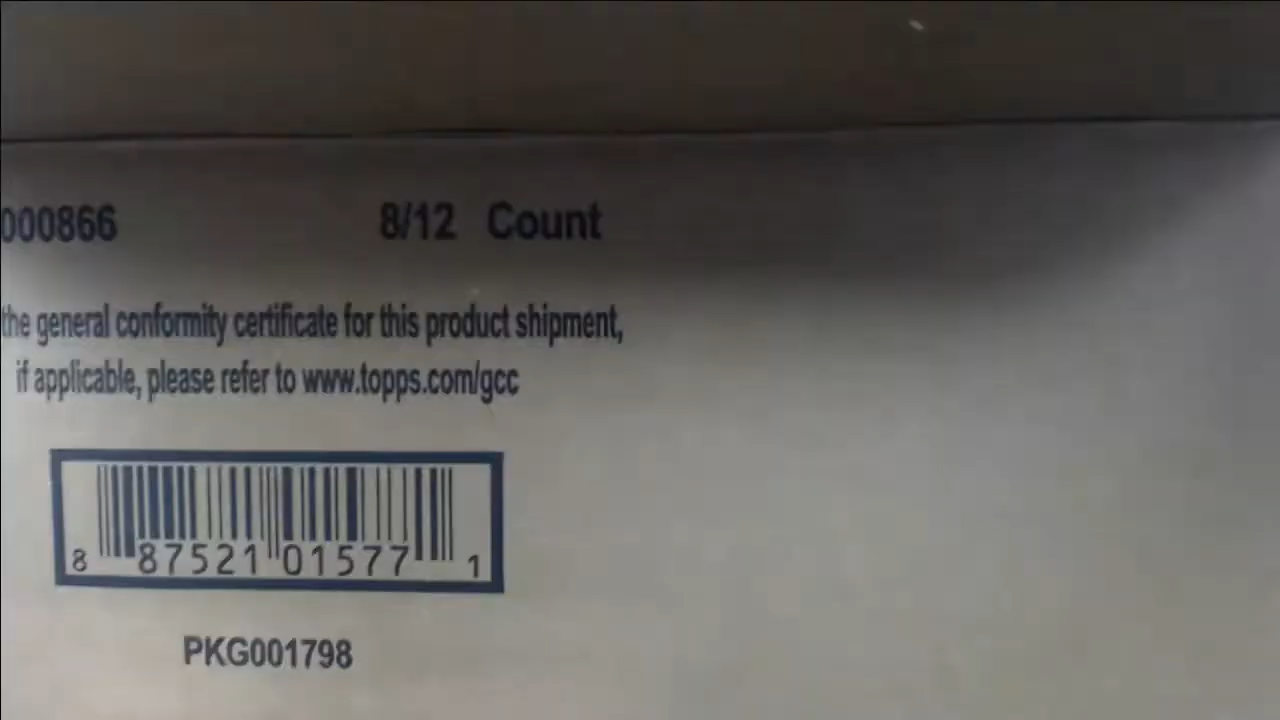 000866 8/12 Count
the general conformity certificate for this product shipment,
if applicable, please refer to www.topps.com/gcc
8 87521 01577 1
PKG001798